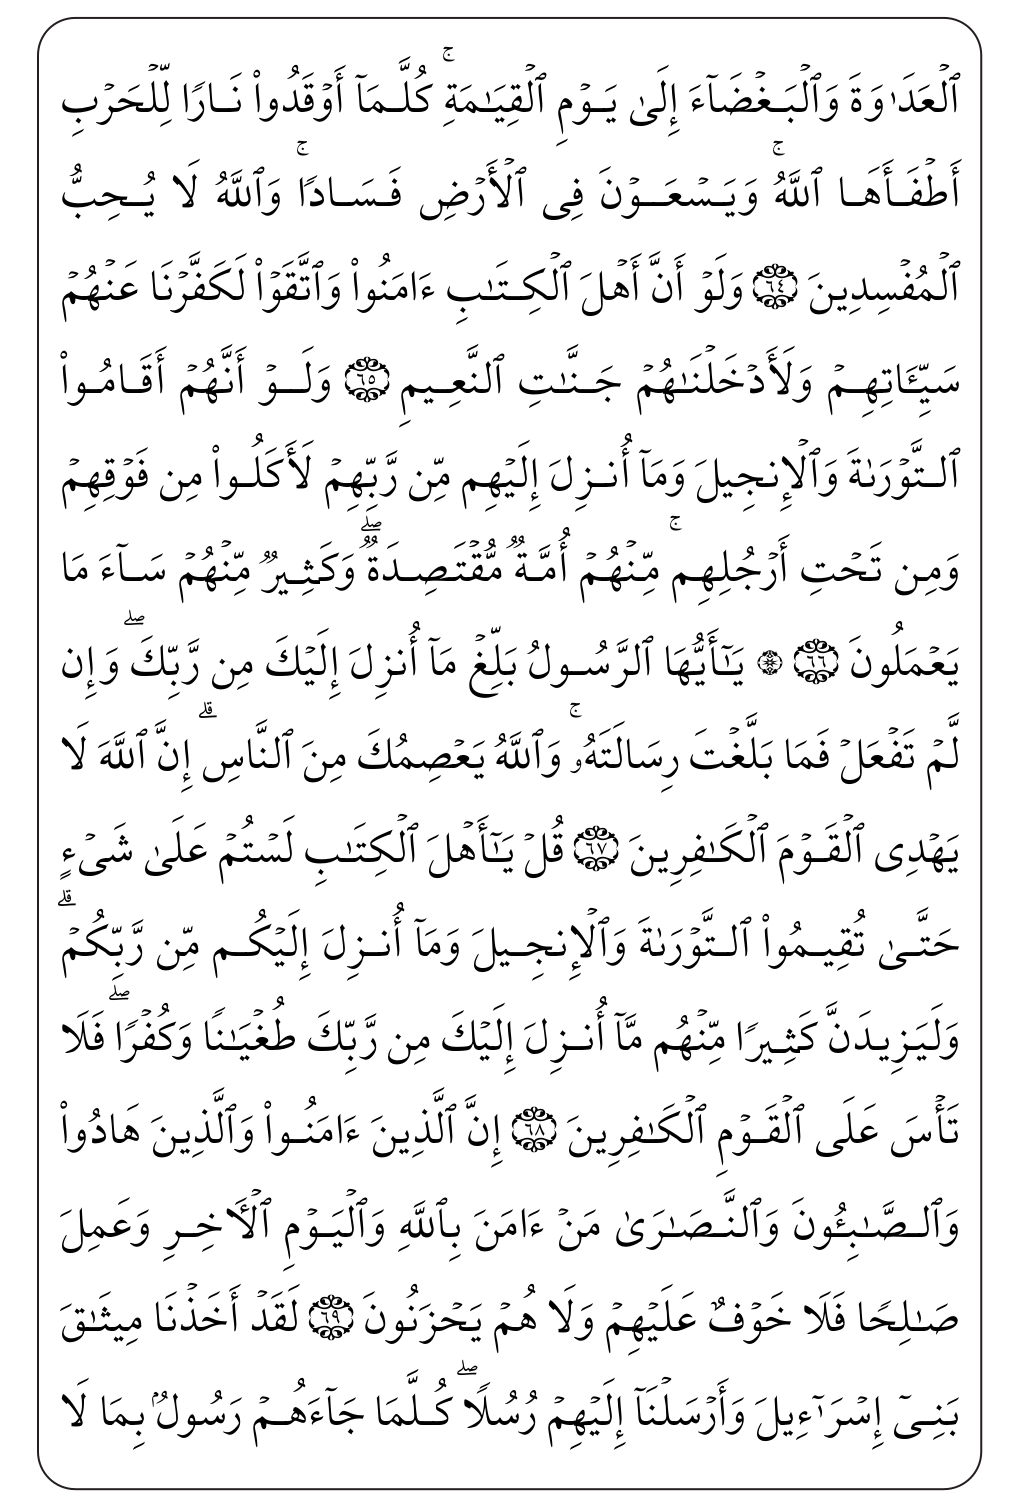 ٱلْعَدَٰوَةَ وَٱلْبَغْضَآءَ إِلَىٰ يَوْمِ ٱلْقِيَـٰمَةِ ۚ كُلَّمَآ أَوْقَدُوا۟ نَارًا لِّلْحَرْبِ
أَطْفَأَهَا ٱللَّهُ ۚ وَيَسْعَوْنَ فِى ٱلْأَرْضِ فَسَادًا ۚ وَٱللَّهُ لَا يُحِبُّ
ٱلْمُفْسِدِينَ ٦٤ وَلَوْ أَنَّ أَهْلَ ٱلْكِتَـٰبِ ءَامَنُوا۟ وَٱتَّقَوْا۟ لَكَفَّرْنَا عَنْهُمْ
سَيِّـَٔاتِهِمْ وَلَأَدْخَلْنَـٰهُمْ جَنَّـٰتِ ٱلنَّعِيمِ ٦٥ وَلَوْ أَنَّهُمْ أَقَامُوا۟
ٱلتَّوْرَىٰةَ وَٱلْإِنجِيلَ وَمَآ أُنزِلَ إِلَيْهِم مِّن رَّبِّهِمْ لَأَكَلُوا۟ مِن فَوْقِهِمْ
وَمِن تَحْتِ أَرْجُلِهِم ۚ مِّنْهُمْ أُمَّةٌ مُّقْتَصِدَةٌ ۖ وَكَثِيرٌ مِّنْهُمْ سَآءَ مَا
يَعْمَلُونَ ٦٦ ۞ يَـٰٓأَيُّهَا ٱلرَّسُولُ بَلِّغْ مَآ أُنزِلَ إِلَيْكَ مِن رَّبِّكَ ۖ وَإِن
لَّمْ تَفْعَلْ فَمَا بَلَّغْتَ رِسَالَتَهُۥ ۚ وَٱللَّهُ يَعْصِمُكَ مِنَ ٱلنَّاسِ ۗ إِنَّ ٱللَّهَ لَا
يَهْدِى ٱلْقَوْمَ ٱلْكَـٰفِرِينَ ٦٧ قُلْ يَـٰٓأَهْلَ ٱلْكِتَـٰبِ لَسْتُمْ عَلَىٰ شَىْءٍ
حَتَّىٰ تُقِيمُوا۟ ٱلتَّوْرَىٰةَ وَٱلْإِنجِيلَ وَمَآ أُنزِلَ إِلَيْكُم مِّن رَّبِّكُمْ ۗ
وَلَيَزِيدَنَّ كَثِيرًا مِّنْهُم مَّآ أُنزِلَ إِلَيْكَ مِن رَّبِّكَ طُغْيَـٰنًا وَكُفْرًا ۖ فَلَا
تَأْسَ عَلَى ٱلْقَوْمِ ٱلْكَـٰفِرِينَ ٦٨ إِنَّ ٱلَّذِينَ ءَامَنُوا۟ وَٱلَّذِينَ هَادُوا۟
وَٱلصَّـٰبِـُٔونَ وَٱلنَّصَـٰرَىٰ مَنْ ءَامَنَ بِٱللَّهِ وَٱلْيَوْمِ ٱلْـَٔاخِرِ وَعَمِلَ
صَـٰلِحًا فَلَا خَوْفٌ عَلَيْهِمْ وَلَا هُمْ يَحْزَنُونَ ٦٩ لَقَدْ أَخَذْنَا مِيثَـٰقَ
بَنِىٓ إِسْرَٰٓءِيلَ وَأَرْسَلْنَآ إِلَيْهِمْ رُسُلًا ۖ كُلَّمَا جَآءَهُمْ رَسُولٌۢ بِمَا لَا